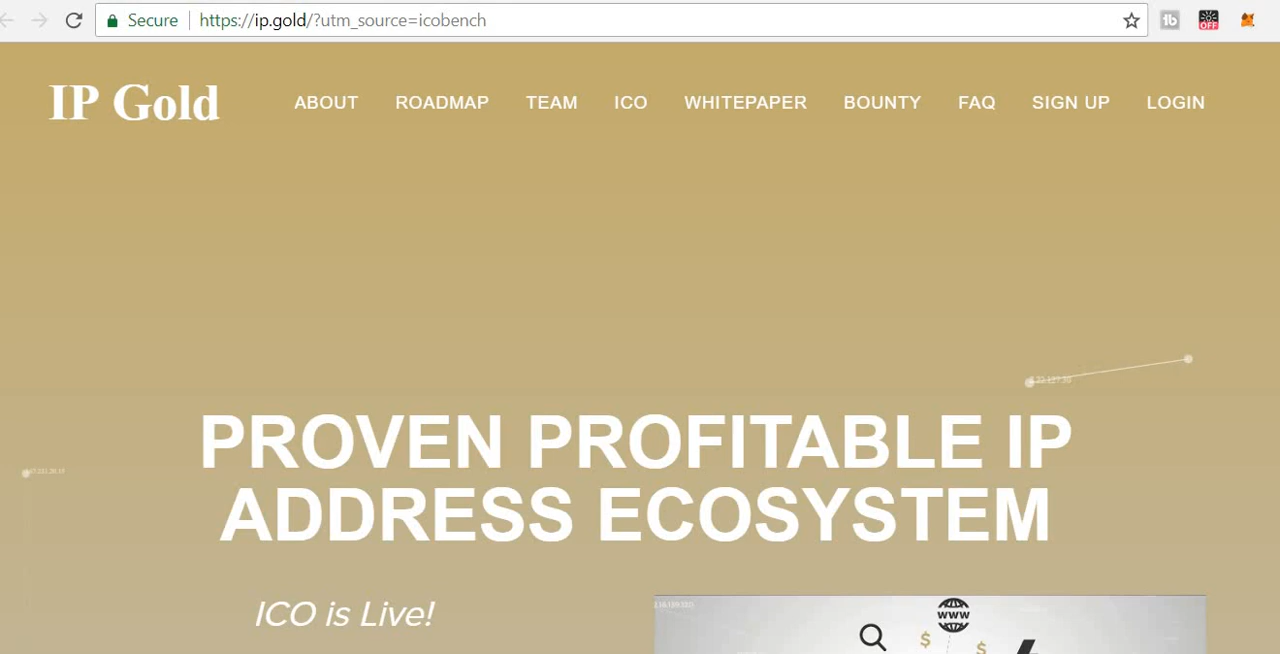 Secure https://ip.gold/?utm_source=icobench
IP Gold ABOUT ROADMAP TEAM ICO WHITEPAPER BOUNTY FAQ SIGN UP LOGIN
PROVEN PROFITABLE IP
ADDRESS ECOSYSTEM
ICO is Live!
www
OFF